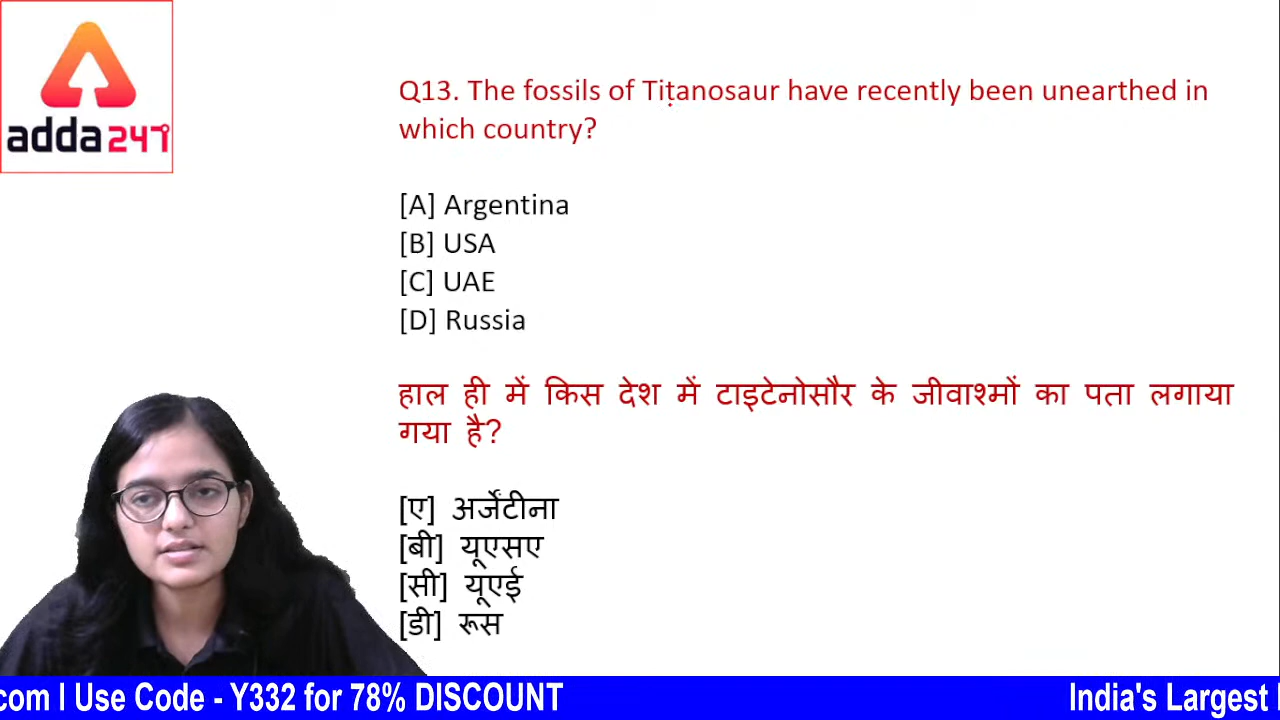 adda247
Q13. The fossils of Tiṭanosaur have recently been unearthed in
which country?
[A] Argentina
[B] USA
[C] UAE
[D] Russia
हाल ही में किस देश में टाइटेनोसौर के जीवाश्मों का पता लगाया
गया है?
[ए] अर्जेंटीना
[बी] यूएसए
[सी] यूएई
[डी] रूस
com I Use Code - Y332 for 78% DISCOUNT
India's Largest